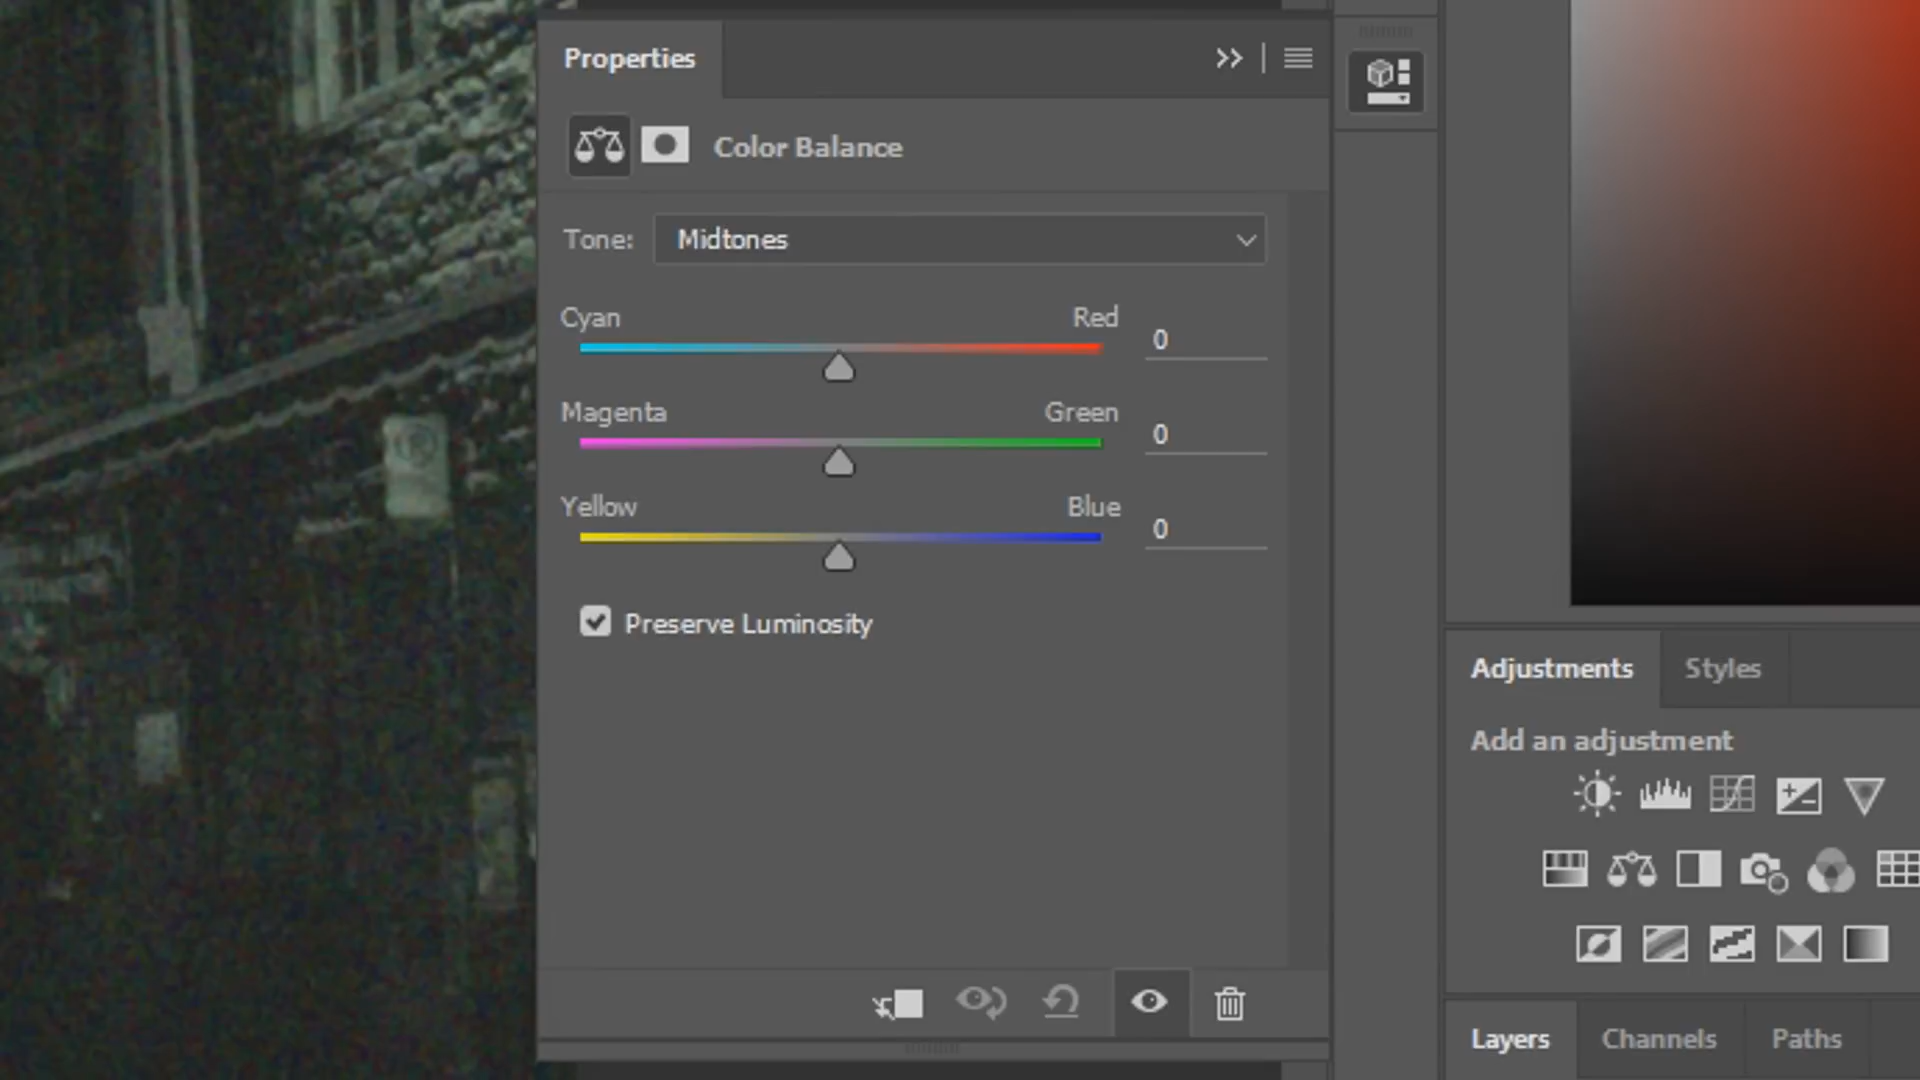 Properties
Color Balance
Tone: Midtones
Cyan Red 0
Magenta Green 0
Yellow Blue 0
Preserve Luminosity
Adjustments Styles
Add an adjustment
Layers Channels Paths